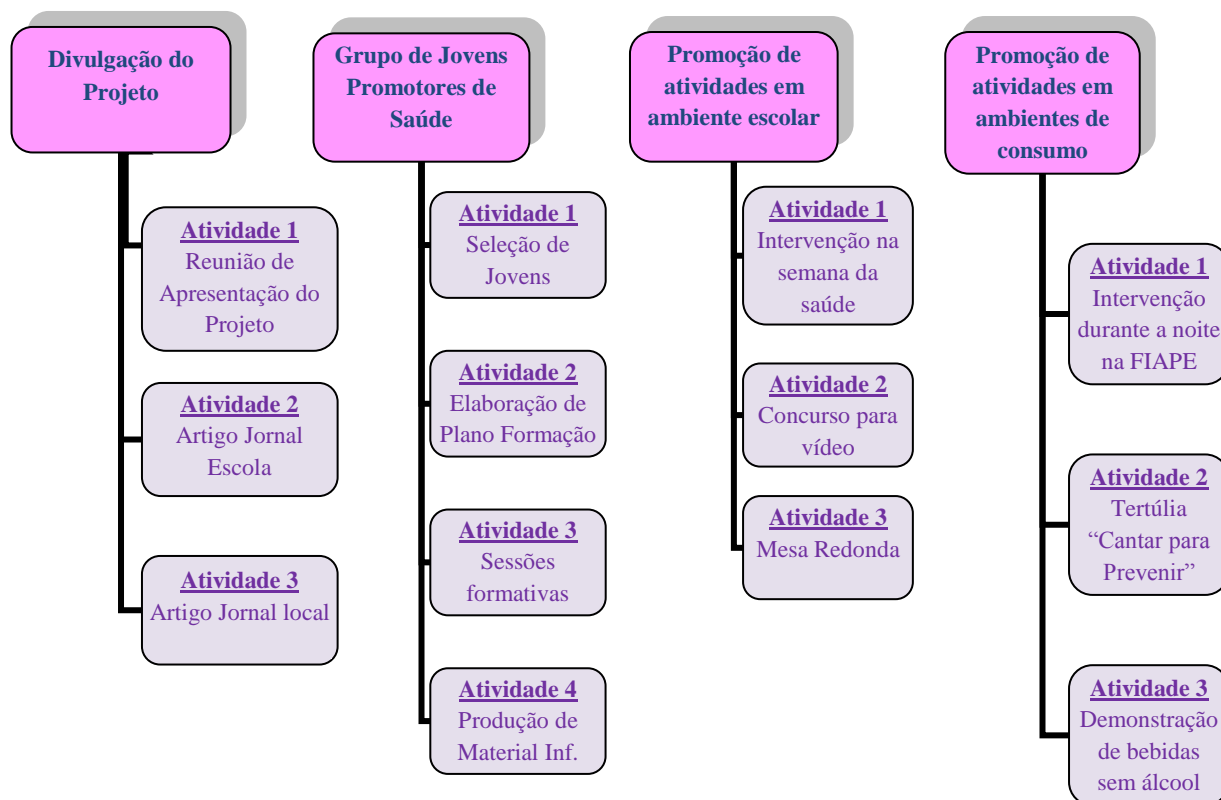 Divulgação do
Projeto
Atividade 1
Reunião de
Apresentação do
Projeto
Atividade 2
Artigo Jornal
Escola
Atividade 3
Artigo Jornal local
Grupo de Jovens
Promotores de
Saúde
Atividade 1
Seleção de
Jovens
Atividade 2
Elaboração de
Plano Formação
Atividade 3
Sessões
formativas
Atividade 4
Produção de
Material Inf.
Promoção de
atividades em
ambiente escolar
Atividade 1
Intervenção na
semana da
saúde
Atividade 2
Concurso para
vídeo
Atividade 3
Mesa Redonda
Promoção de
atividades em
ambientes de
consumo
Atividade 1
Intervenção
durante a noite
na FIAPE
Atividade 2
Tertúlia
“Cantar para
Prevenir”
Atividade 3
Demonstração
de bebidas
sem álcool